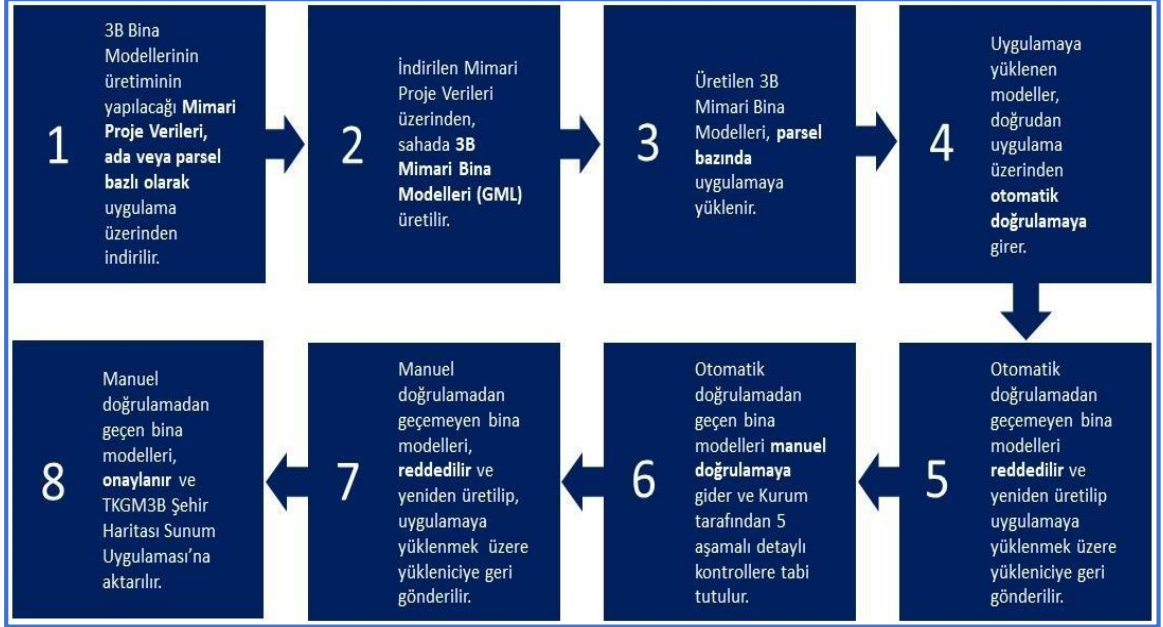 1
3B Bina
Modellerinin
üretiminin
yapılacağı Mimari
Proje Verileri,
ada veya parsel
bazlı olarak
uygulama
üzerinden
indirilir.
2
İndirilen Mimari
Proje Verileri
üzerinden,
sahada 3B
Mimari Bina
Modelleri (GML)
üretilir.
3
Üretilen 3B
Mimari Bina
Modelleri, parsel
bazında
uygulamaya
yüklenir.
4
Uygulamaya
yüklenen
modeller,
doğrudan
uygulama
üzerinden
otomatik
doğrulamaya
girer.
5
Otomatik
doğrulamadan
geçemeyen bina
modelleri
reddedilir ve
yeniden üretilip
uygulamaya
yüklenmek üzere
yükleniciye geri
gönderilir.
6
Otomatik
doğrulamadan
geçen bina
modelleri manuel
doğrulamaya
gider ve Kurum
tarafından 5
aşamalı detaylı
kontrollere tabi
tutulur.
7
Manuel
doğrulamadan
geçemeyen bina
modelleri,
reddedilir ve
yeniden üretilip,
uygulamaya
yüklenmek üzere
yükleniciye geri
gönderilir.
8
Manuel
doğrulamadan
geçen bina
modelleri,
onaylanır ve
TKGM3B Şehir
Haritası Sunum
Uygulaması'na
aktarılır.